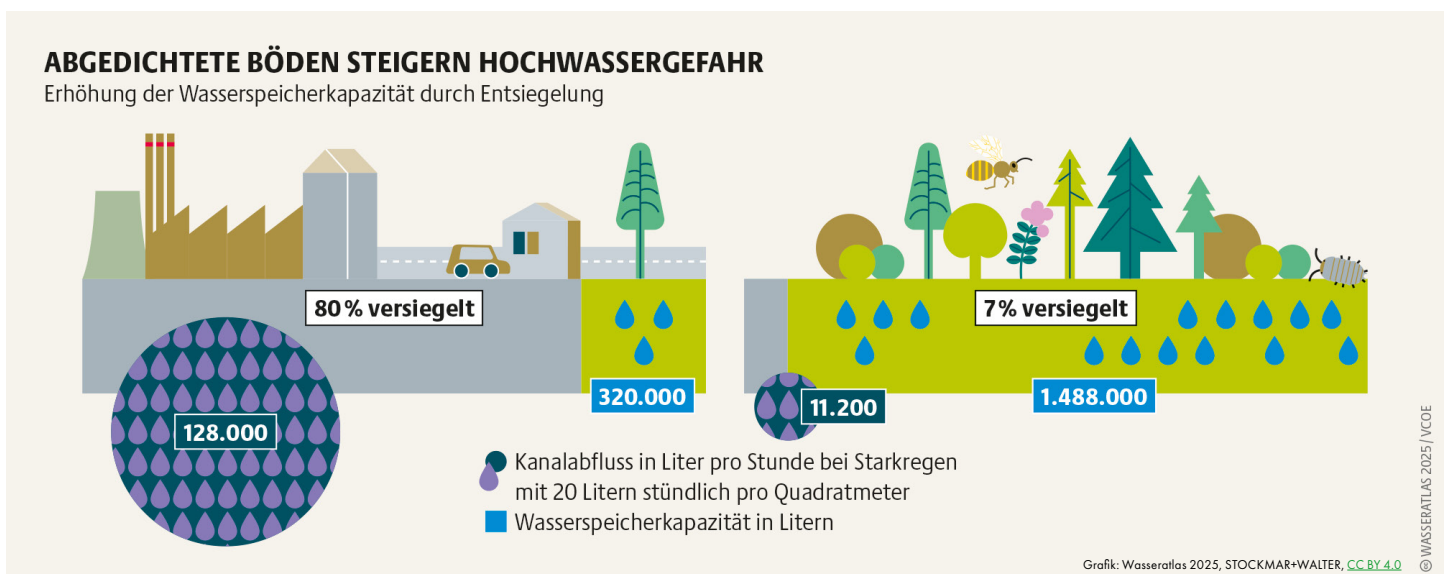 ABGEDICHTETE BÖDEN STEIGERN HOCHWASSERGEFAHR
Erhöhung der Wasserspeicherkapazität durch Entsiegelung
80 % versiegelt
7 % versiegelt
320.000
1.488.000
11.200
128.000
Kanalabfluss in Liter pro Stunde bei Starkregen
mit 20 Litern stündlich pro Quadratmeter
Wasserspeicherkapazität in Litern
Grafik: Wasseratlas 2025, STOCKMAR+WALTER, CC BY 4.0
WASSERATLAS 2025 / VCOE